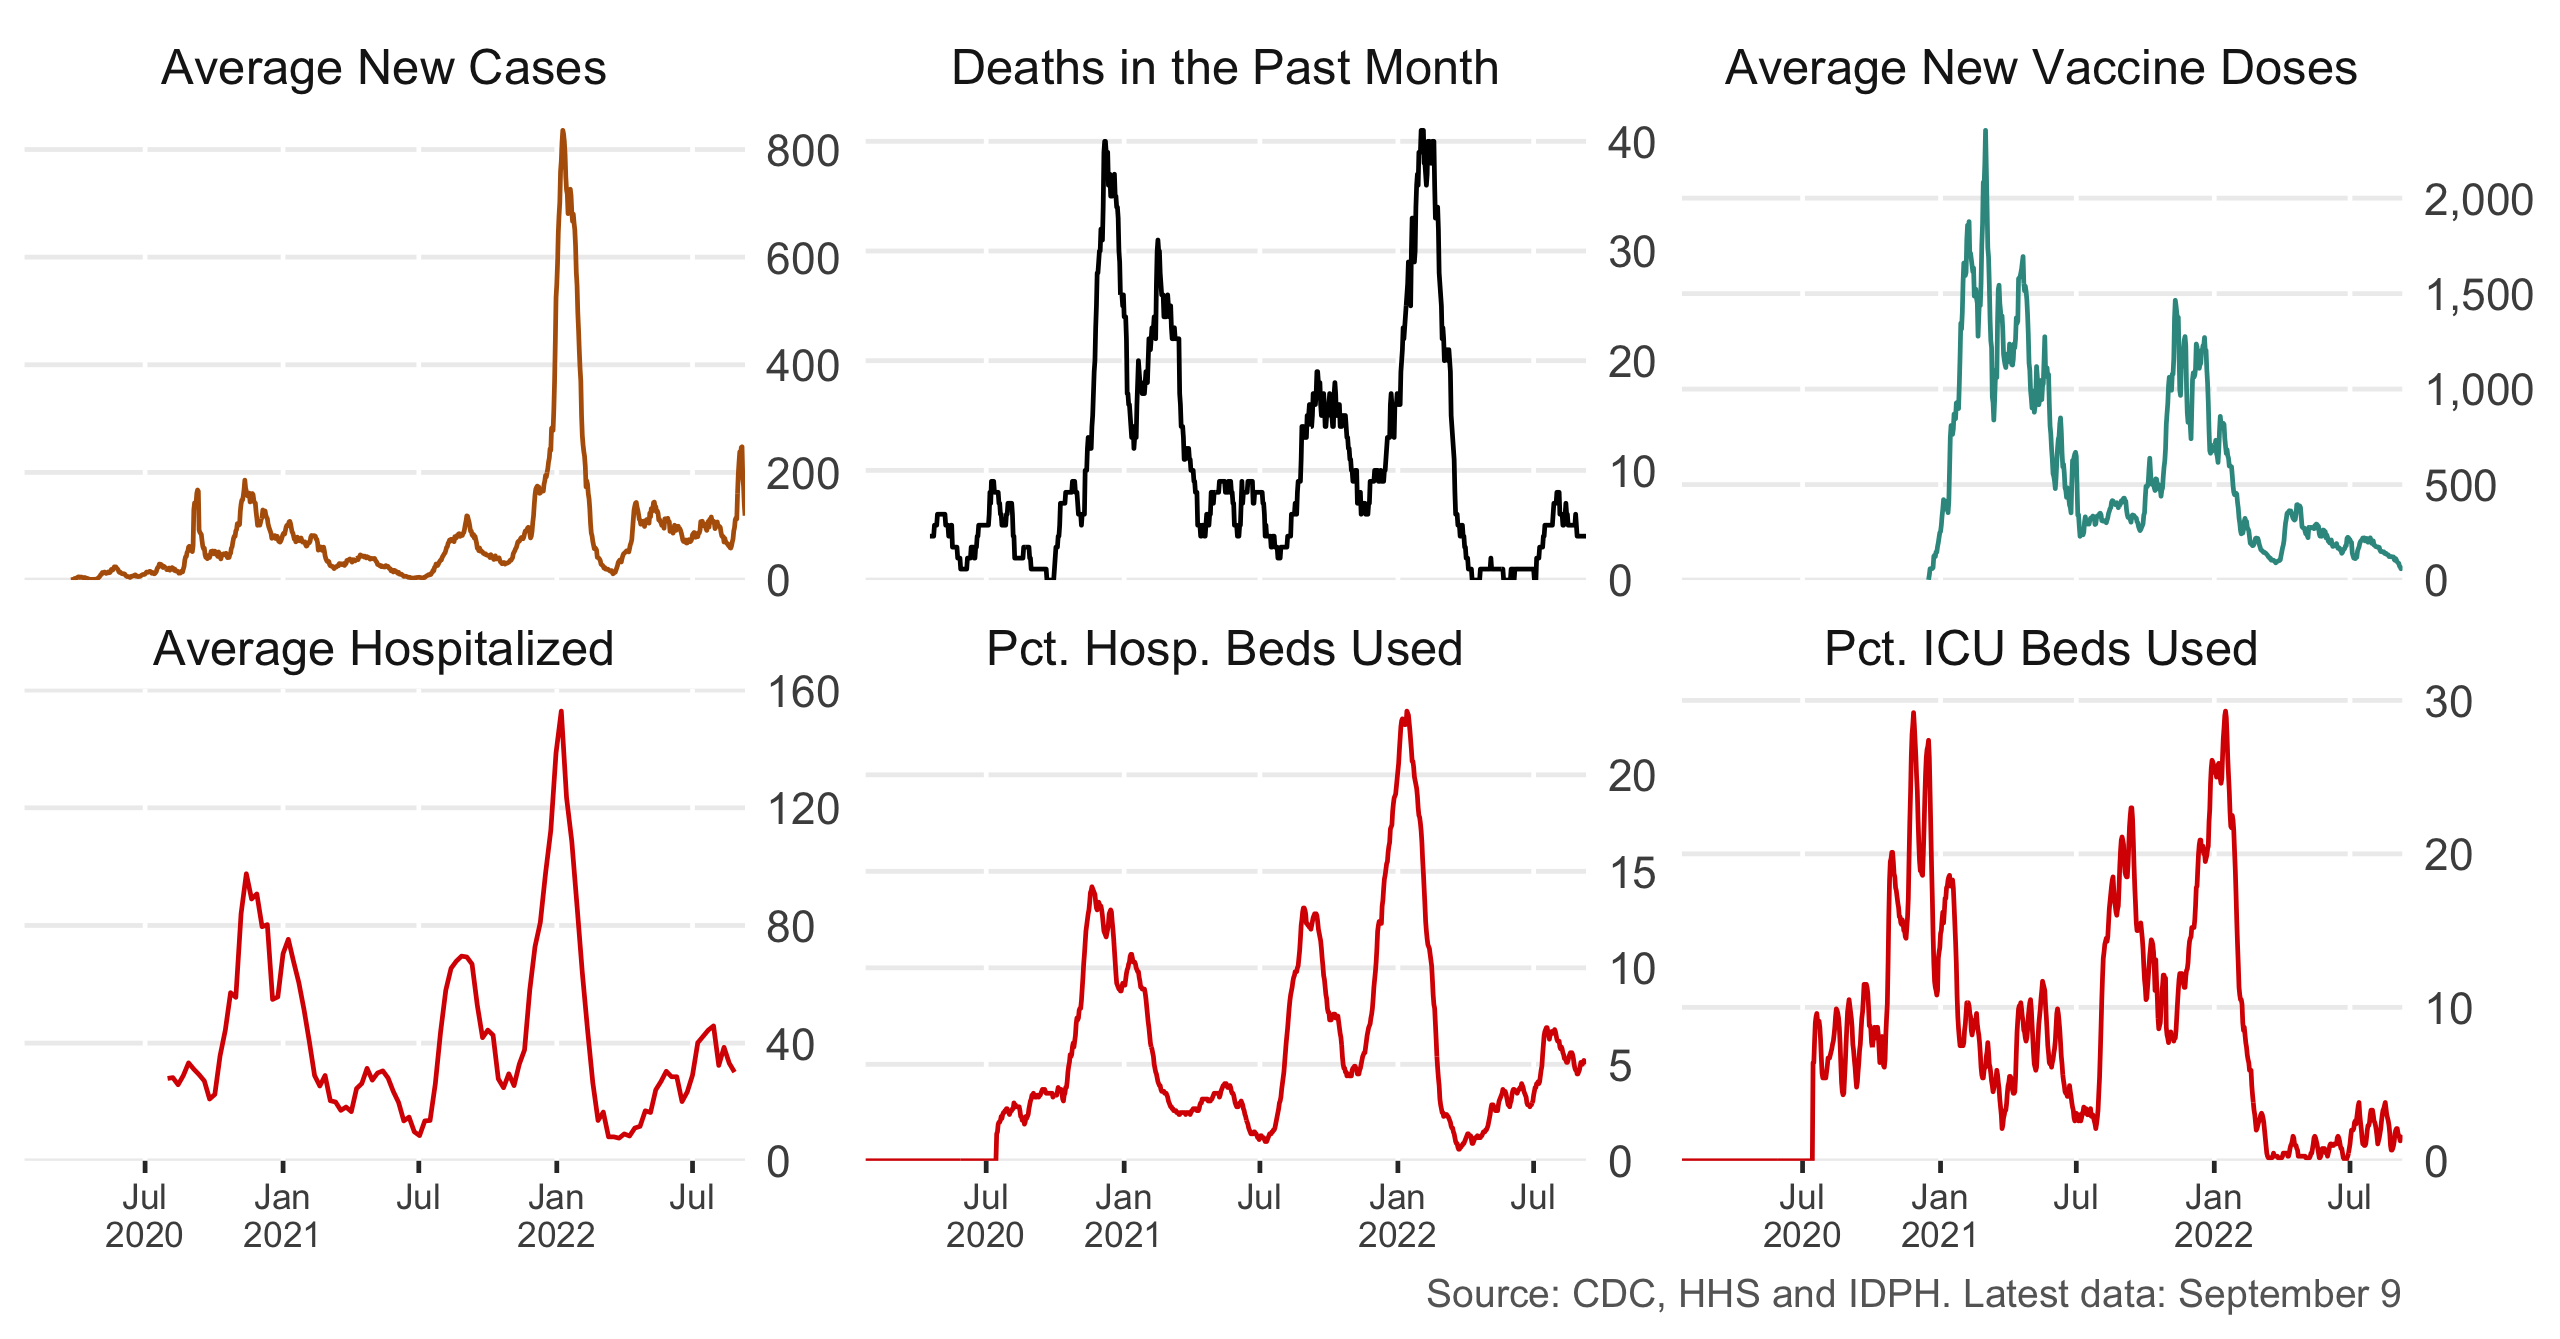 Average New Cases
800
600
400
200
0
Deaths in the Past Month
40
30
20
10
0
Average New Vaccine Doses
2,000
1,500
1,000
500
0
Average Hospitalized
160
120
80
40
0
Jul Jan Jul Jan Jul
2020 2021 2022
Pct. Hosp. Beds Used
20
15
10
5
0
Jul Jan Jul Jan Jul
2020 2021 2022
Pct. ICU Beds Used
30
20
10
0
Jul Jan Jul Jan Jul
2020 2021 2022
Source: CDC, HHS and IDPH. Latest data: September 9